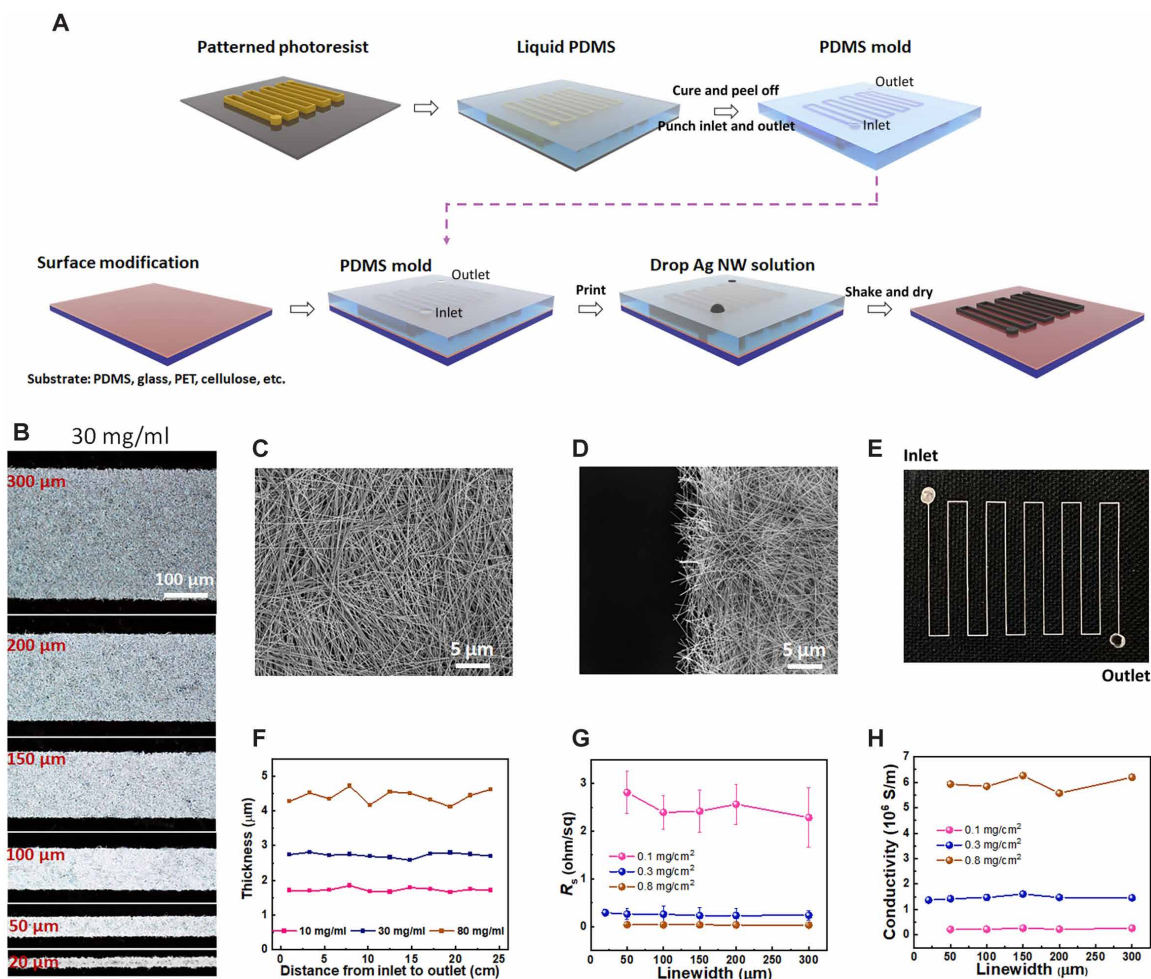 A
Patterned photoresist
Liquid PDMS
PDMS mold
Outlet
Cure and peel off
Punch inlet and outlet
Inlet
Surface modification
PDMS mold
Outlet
Inlet
Print
Drop Ag NW solution
Shake and dry
Substrate: PDMS, glass, PET, cellulose, etc.
B
30 mg/ml
300 µm
100 µm
200 µm
150 µm
100 µm
50 µm
20 µm
C
5 µm
D
5 µm
E
Inlet
Outlet
F
Thickness (µm)
5
4
3
2
1
0
10 mg/ml 30 mg/ml 80 mg/ml
0 5 10 15 20 25
Distance from inlet to outlet (cm)
G
Rs (ohm/sq)
3
2
1
0
0.1 mg/cm²
0.3 mg/cm²
0.8 mg/cm²
0 50 100 150 200 250 300
Linewidth (µm)
H
Conductivity (10⁶ S/m)
7
6
5
4
3
2
1
0
0.1 mg/cm²
0.3 mg/cm²
0.8 mg/cm²
0 50 100 150 200 250 300
Linewidth (µm)